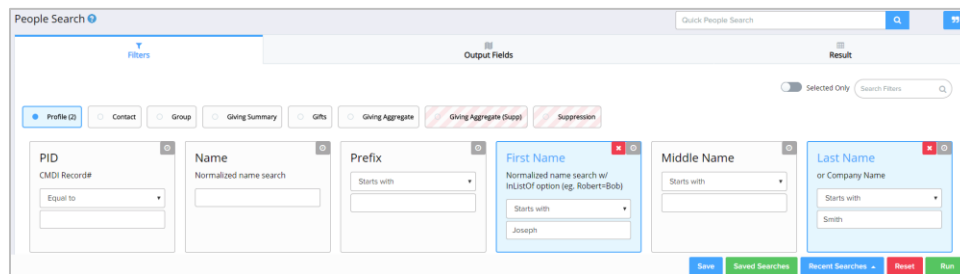 People Search
Quick People Search
Filters
Output Fields
Result
Selected Only
Search Filters
Profile (2)
Contact
Group
Giving Summary
Gifts
Giving Aggregate
Giving Aggregate (Supp)
Suppression
PID
CMDI Record#
Equal to
Name
Normalized name search
Prefix
Starts with
First Name
Normalized name search w/
InListOf option (eg. Robert=Bob)
Starts with
Joseph
Middle Name
Starts with
Last Name
or Company Name
Starts with
Smith
Save
Saved Searches
Recent Searches
Reset
Run